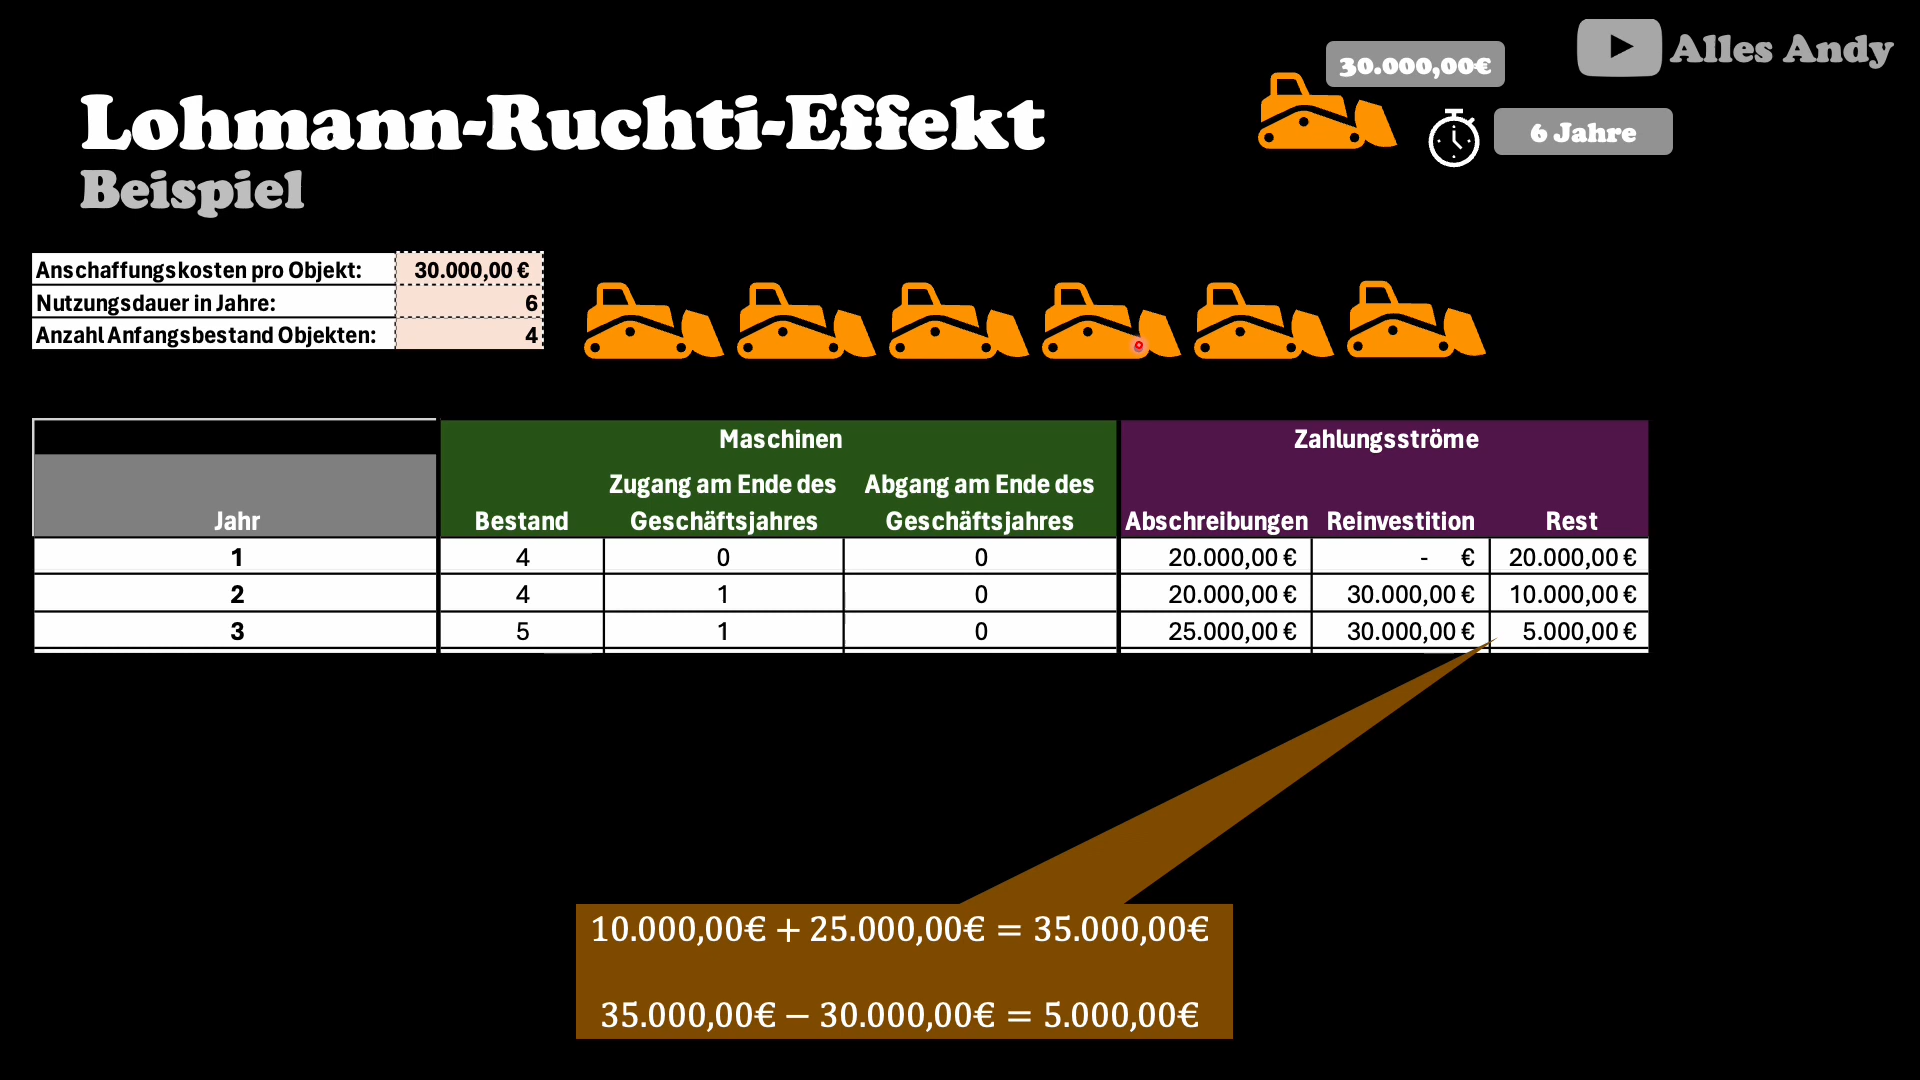 30.000,00€
Alles Andy
Lohmann-Ruchti-Effekt
6 Jahre
Beispiel
Anschaffungskosten pro Objekt: 30.000,00 €
Nutzungsdauer in Jahre: 6
Anzahl Anfangsbestand Objekten: 4
Maschinen Zahlungsströme
Zugang am Ende des Abgang am Ende des
Jahr Bestand Geschäftsjahres Geschäftsjahres Abschreibungen Reinvestition Rest
1 4 0 0 20.000,00 € - € 20.000,00 €
2 4 1 0 20.000,00 € 30.000,00 € 10.000,00 €
3 5 1 0 25.000,00 € 30.000,00 € 5.000,00 €
10.000,00€ + 25.000,00€ = 35.000,00€
35.000,00€ − 30.000,00€ = 5.000,00€